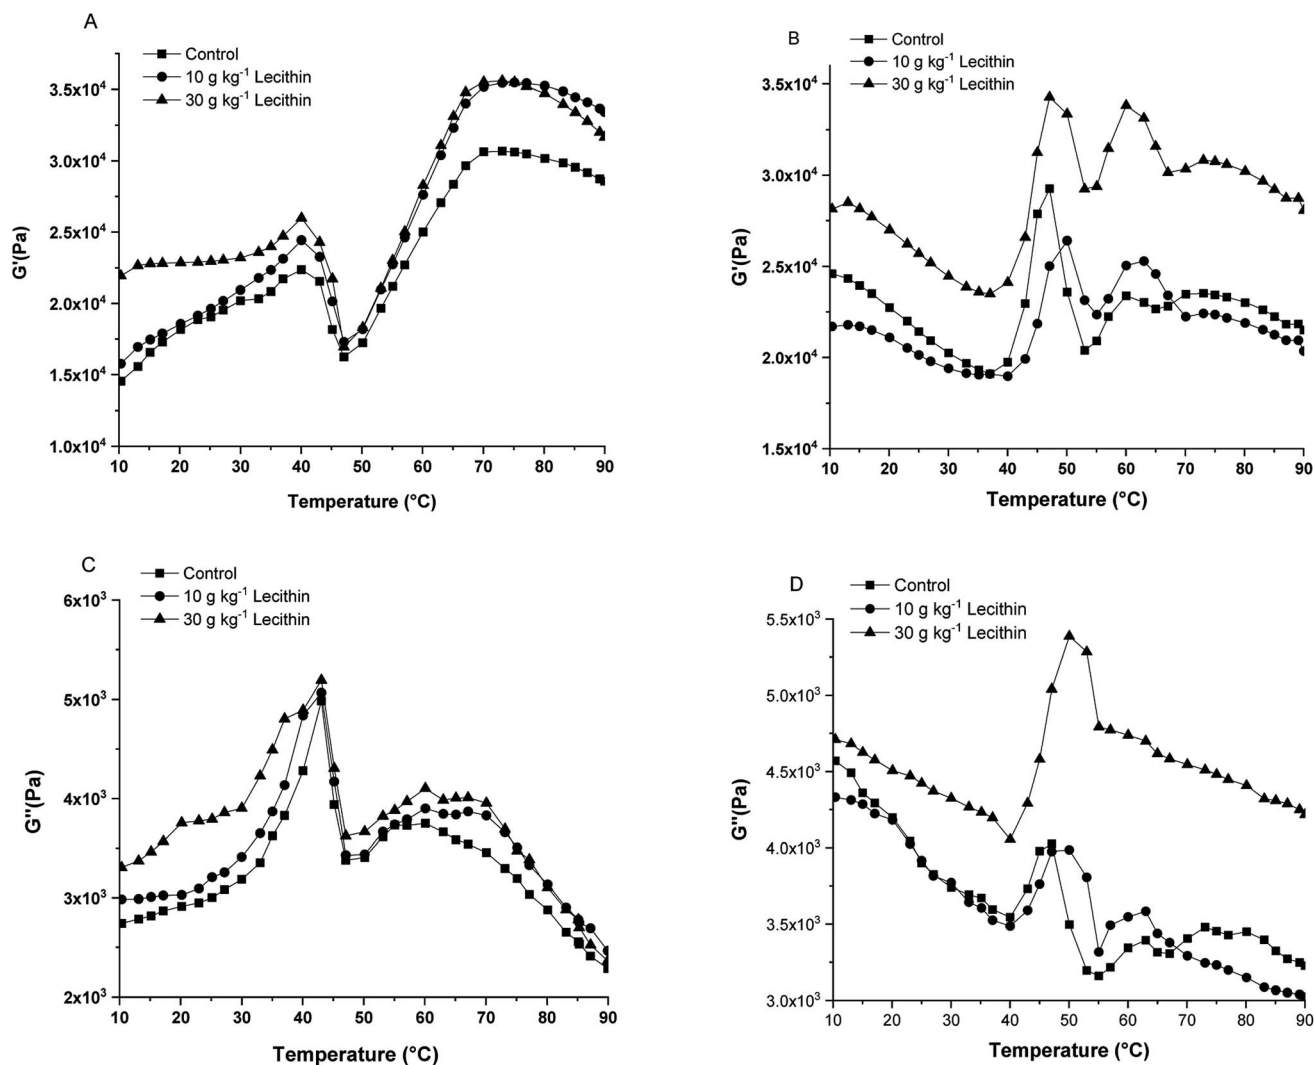 A
Control
10 g kg⁻¹ Lecithin
30 g kg⁻¹ Lecithin
3.5x10⁴
3.0x10⁴
2.5x10⁴
2.0x10⁴
1.5x10⁴
1.0x10⁴
G'(Pa)
10 20 30 40 50 60 70 80 90
Temperature (°C)
B
Control
10 g kg⁻¹ Lecithin
30 g kg⁻¹ Lecithin
3.5x10⁴
3.0x10⁴
2.5x10⁴
2.0x10⁴
1.5x10⁴
G'(Pa)
10 20 30 40 50 60 70 80 90
Temperature (°C)
C
Control
10 g kg⁻¹ Lecithin
30 g kg⁻¹ Lecithin
6x10³
5x10³
4x10³
3x10³
2x10³
G''(Pa)
10 20 30 40 50 60 70 80 90
Temperature (°C)
D
Control
10 g kg⁻¹ Lecithin
30 g kg⁻¹ Lecithin
5.5x10³
5.0x10³
4.5x10³
4.0x10³
3.5x10³
3.0x10³
G''(Pa)
10 20 30 40 50 60 70 80 90
Temperature (°C)